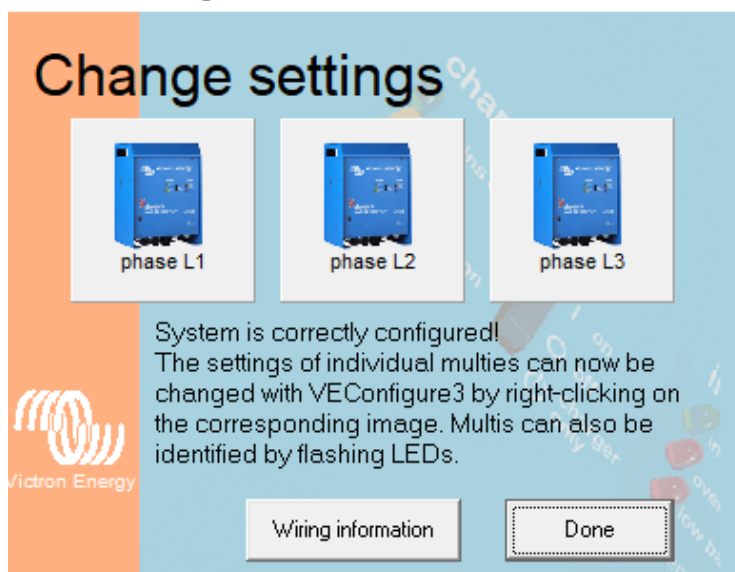 Change settings
phase L1
phase L2
phase L3
System is correctly configured!
The settings of individual multies can now be
changed with VEConfigure3 by right-clicking on
the corresponding image. Multis can also be
identified by flashing LEDs.
Victron Energy
Wiring information
Done